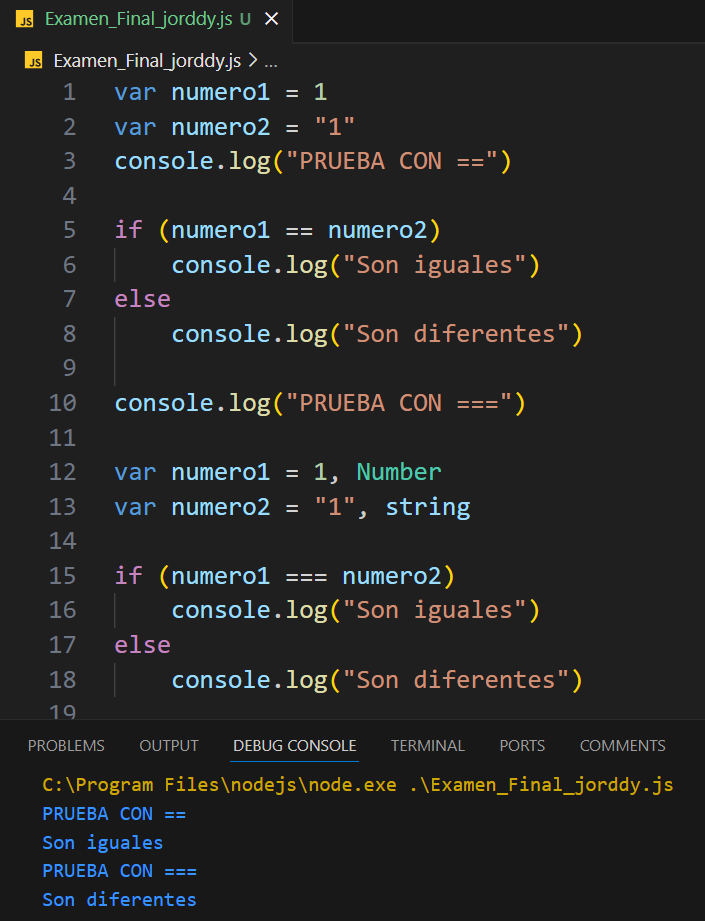 JS Examen_Final_jorddy.js U ×
JS Examen_Final_jorddy.js > ...
1 var numero1 = 1
2 var numero2 = "1"
3 console.log("PRUEBA CON ==")
4
5 if (numero1 == numero2)
6 console.log("Son iguales")
7 else
8 console.log("Son diferentes")
9
10 console.log("PRUEBA CON ===")
11
12 var numero1 = 1, Number
13 var numero2 = "1", string
14
15 if (numero1 === numero2)
16 console.log("Son iguales")
17 else
18 console.log("Son diferentes")
19
PROBLEMS OUTPUT DEBUG CONSOLE TERMINAL PORTS COMMENTS
C:\Program Files\nodejs\node.exe .\Examen_Final_jorddy.js
PRUEBA CON ==
Son iguales
PRUEBA CON ===
Son diferentes